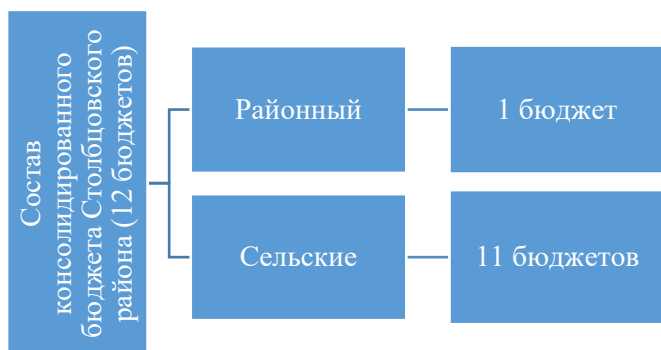 Состав
консолидированного
бюджета Столбцовского
района (12 бюджетов)
Районный
1 бюджет
Сельские
11 бюджетов